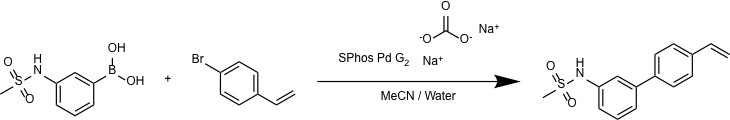 O
OH
O⁻ O⁻ Na⁺
H
N
B
OH
Br
SPhos Pd G₂ Na⁺
O
S
O
+
MeCN / Water
H
N
O
S
O